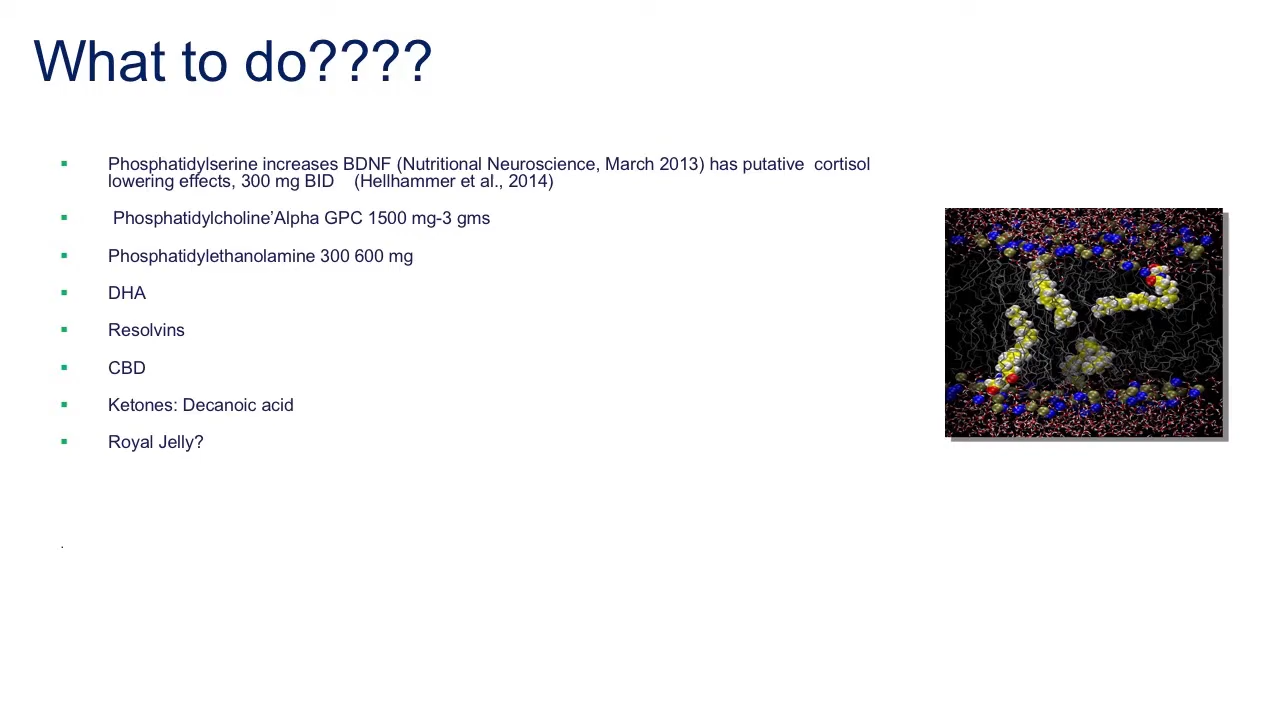 What to do????
Phosphatidylserine increases BDNF (Nutritional Neuroscience, March 2013) has putative cortisol
lowering effects, 300 mg BID (Hellhammer et al., 2014)
Phosphatidylcholine’Alpha GPC 1500 mg-3 gms
Phosphatidylethanolamine 300 600 mg
DHA
Resolvins
CBD
Ketones: Decanoic acid
Royal Jelly?
.